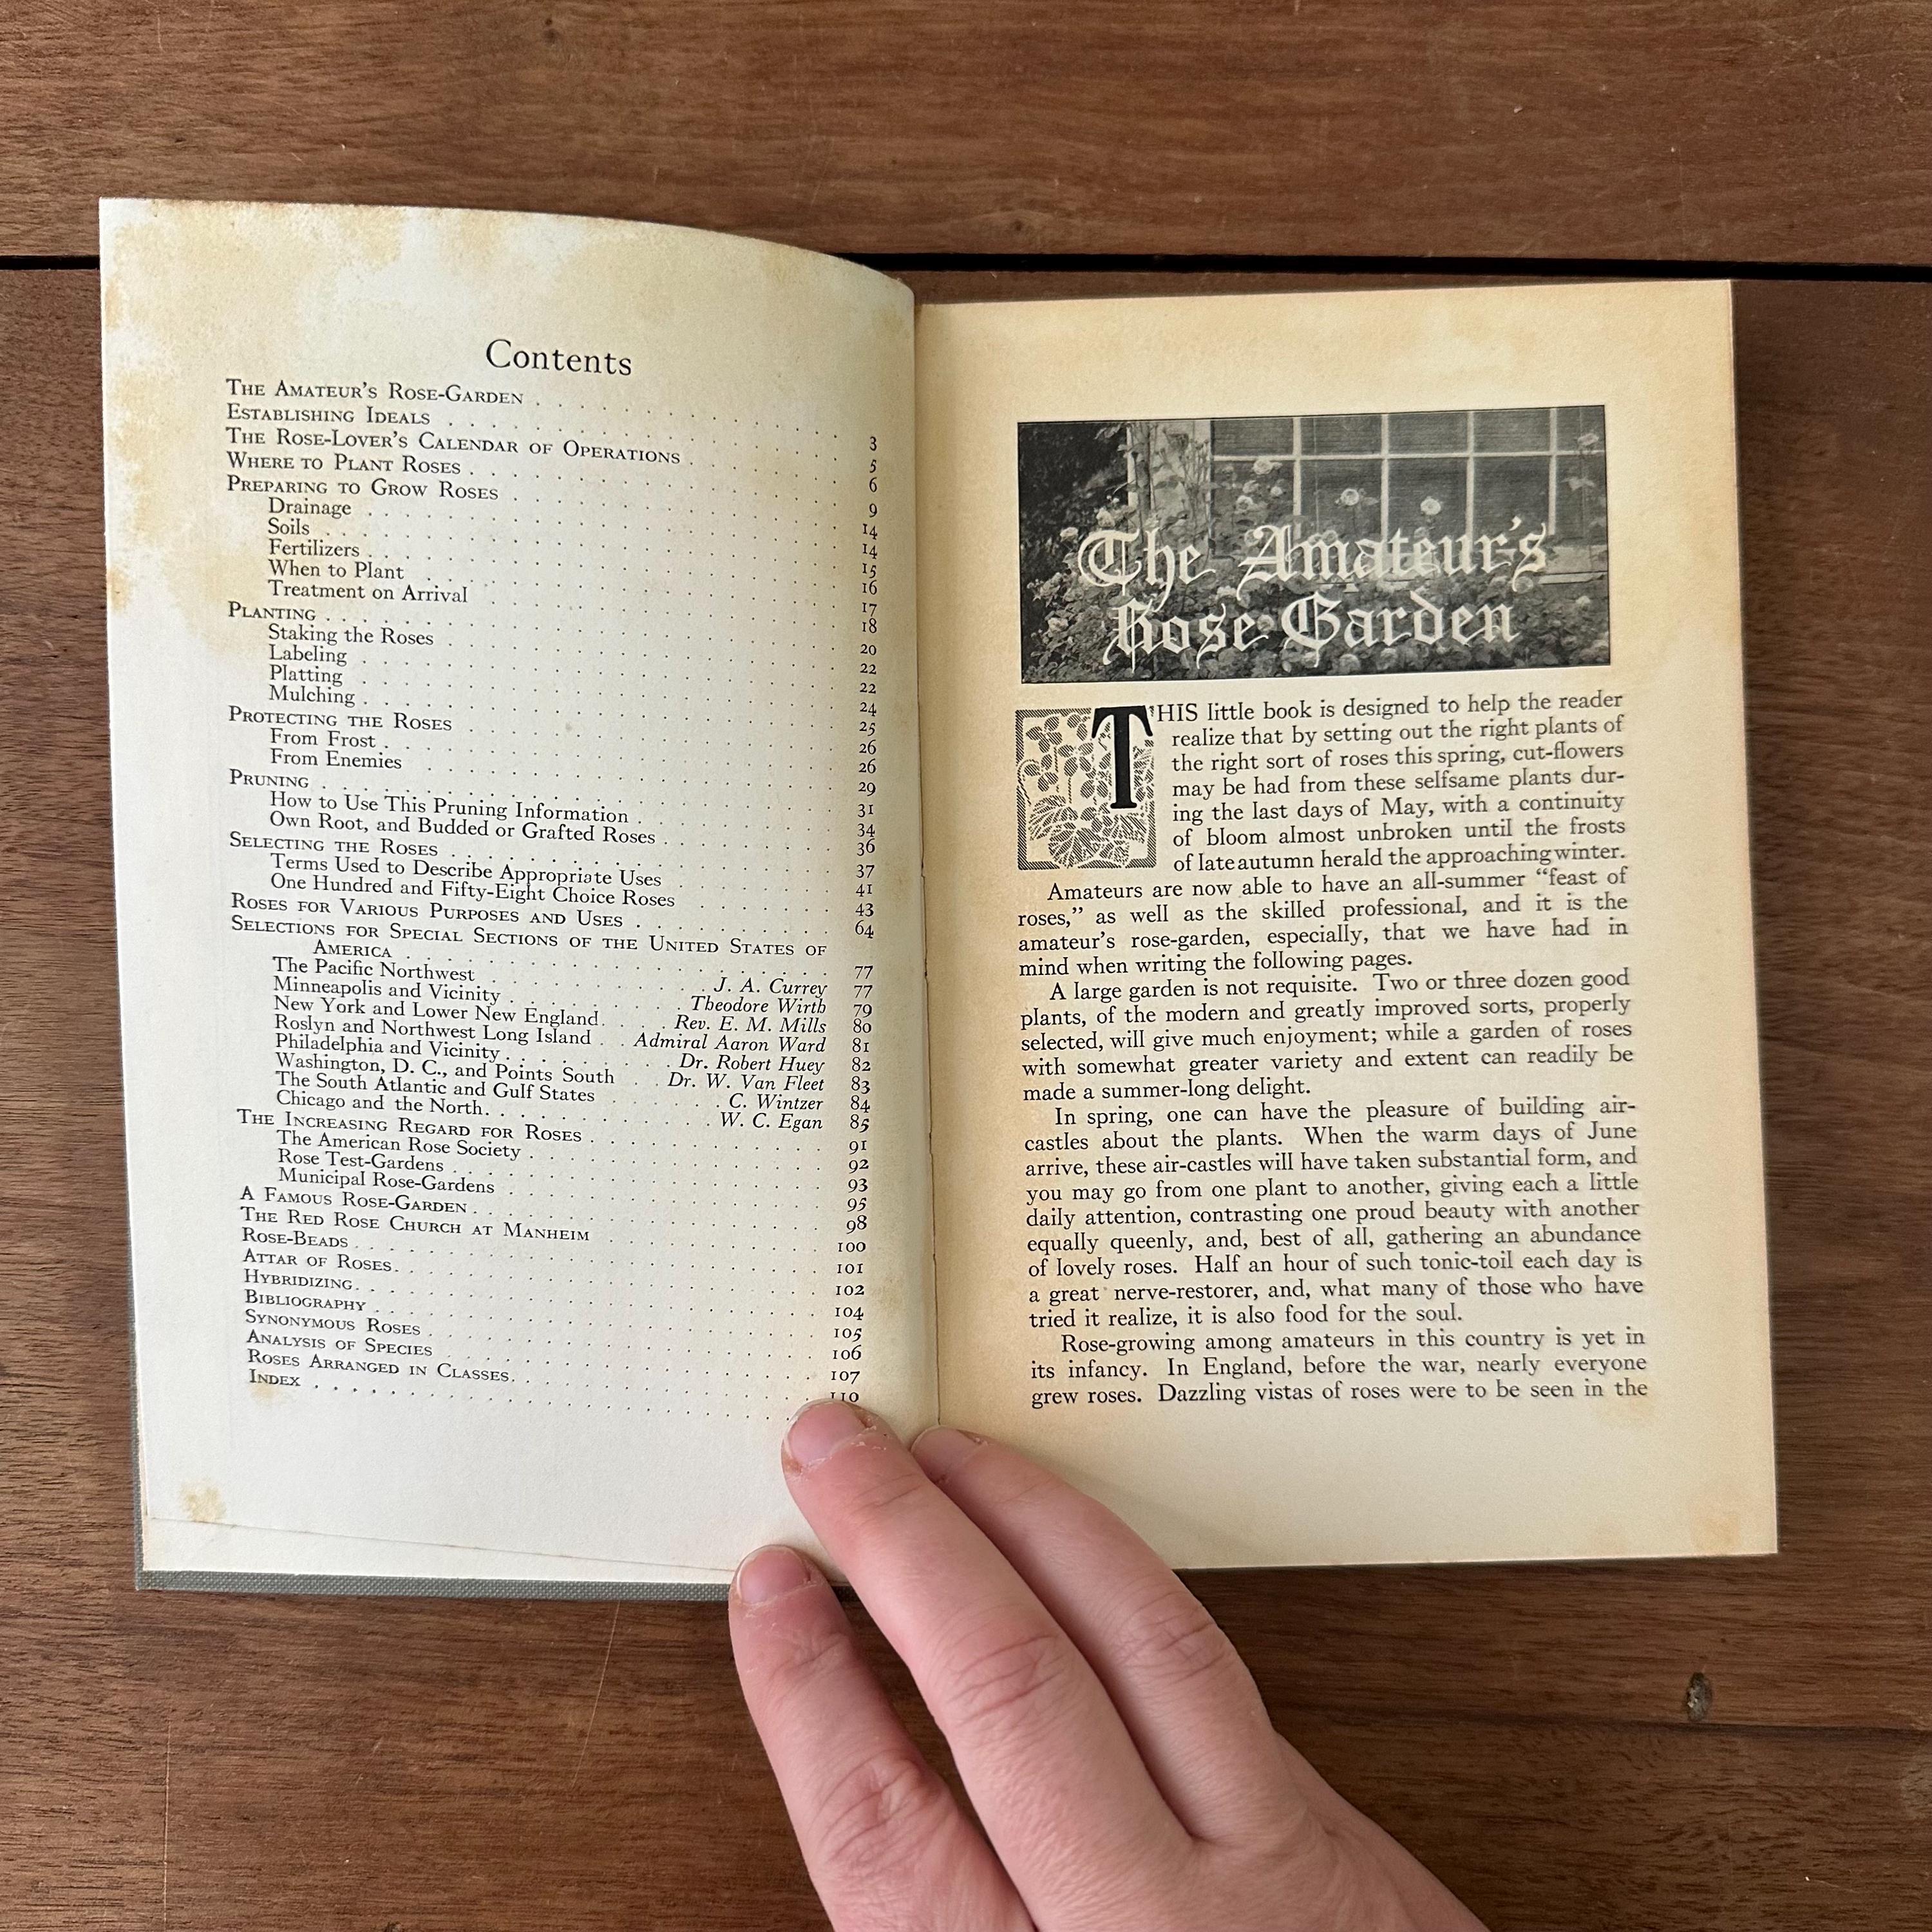 Contents
The Amateur's Rose-Garden 3
Establishing Ideals 5
The Rose-Lover's Calendar of Operations 6
Where to Plant Roses 9
Preparing to Grow Roses 14
Drainage 14
Soils 15
Fertilizers 16
When to Plant 17
Treatment on Arrival 18
Planting 20
Staking the Roses 22
Labeling 22
Platting 24
Mulching 25
Protecting the Roses 26
From Frost 26
From Enemies 29
Pruning 31
How to Use This Pruning Information 34
Own Root, and Budded or Grafted Roses 36
Selecting the Roses 37
Terms Used to Describe Appropriate Uses 41
One Hundred and Fifty-Eight Choice Roses 43
Roses for Various Purposes and Uses 64
Selections for Special Sections of the United States of
America 77
The Pacific Northwest J. A. Currey 77
Minneapolis and Vicinity Theodore Wirth 79
New York and Lower New England Rev. E. M. Mills 80
Roslyn and Northwest Long Island Admiral Aaron Ward 81
Philadelphia and Vicinity Dr. Robert Huey 82
Washington, D. C., and Points South Dr. W. Van Fleet 83
The South Atlantic and Gulf States C. Wintzer 84
Chicago and the North W. C. Egan 85
The Increasing Regard for Roses 91
The American Rose Society 92
Rose Test-Gardens 93
Municipal Rose-Gardens 95
A Famous Rose-Garden 98
The Red Rose Church at Manheim 100
Rose-Beads 101
Attar of Roses 102
Hybridizing 104
Bibliography 105
Synonymous Roses 106
Analysis of Species 107
Roses Arranged in Classes 110
Index
The Amateur's
Rose Garden
THIS little book is designed to help the reader
realize that by setting out the right plants of
the right sort of roses this spring, cut-flowers
may be had from these selfsame plants dur-
ing the last days of May, with a continuity
of bloom almost unbroken until the frosts
of late autumn herald the approaching winter.
Amateurs are now able to have an all-summer "feast of
roses," as well as the skilled professional, and it is the
amateur's rose-garden, especially, that we have had in
mind when writing the following pages.
A large garden is not requisite. Two or three dozen good
plants, of the modern and greatly improved sorts, properly
selected, will give much enjoyment; while a garden of roses
with somewhat greater variety and extent can readily be
made a summer-long delight.
In spring, one can have the pleasure of building air-
castles about the plants. When the warm days of June
arrive, these air-castles will have taken substantial form, and
you may go from one plant to another, giving each a little
daily attention, contrasting one proud beauty with another
equally queenly, and, best of all, gathering an abundance
of lovely roses. Half an hour of such tonic-toil each day is
a great nerve-restorer, and, what many of those who have
tried it realize, it is also food for the soul.
Rose-growing among amateurs in this country is yet in
its infancy. In England, before the war, nearly everyone
grew roses. Dazzling vistas of roses were to be seen in the